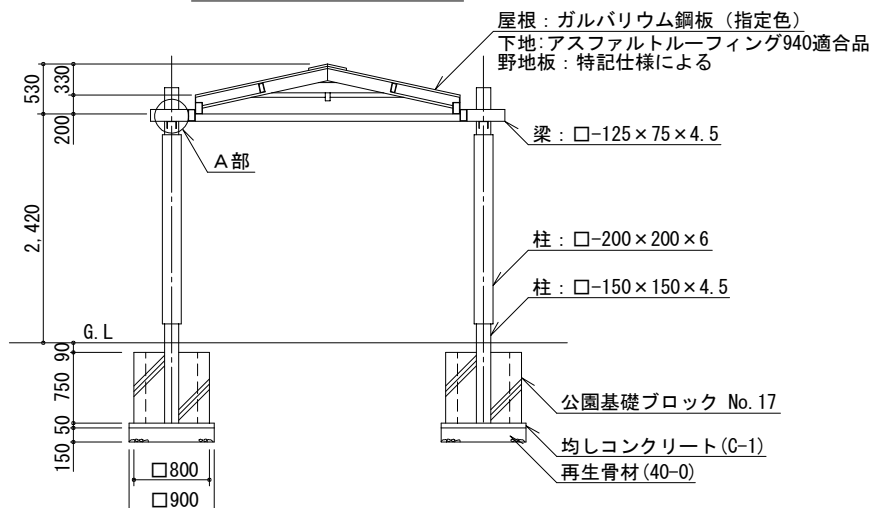 屋根：ガルバリウム鋼板（指定色）
下地:アスファルトルーフィング940適合品
野地板：特記仕様による
530
330
200
梁：□-125×75×4.5
A部
2,420
柱：□-200×200×6
柱：□-150×150×4.5
G.L
90
750
公園基礎ブロック No.17
50
均しコンクリート(C-1)
150
再生骨材(40-0)
□800
□900